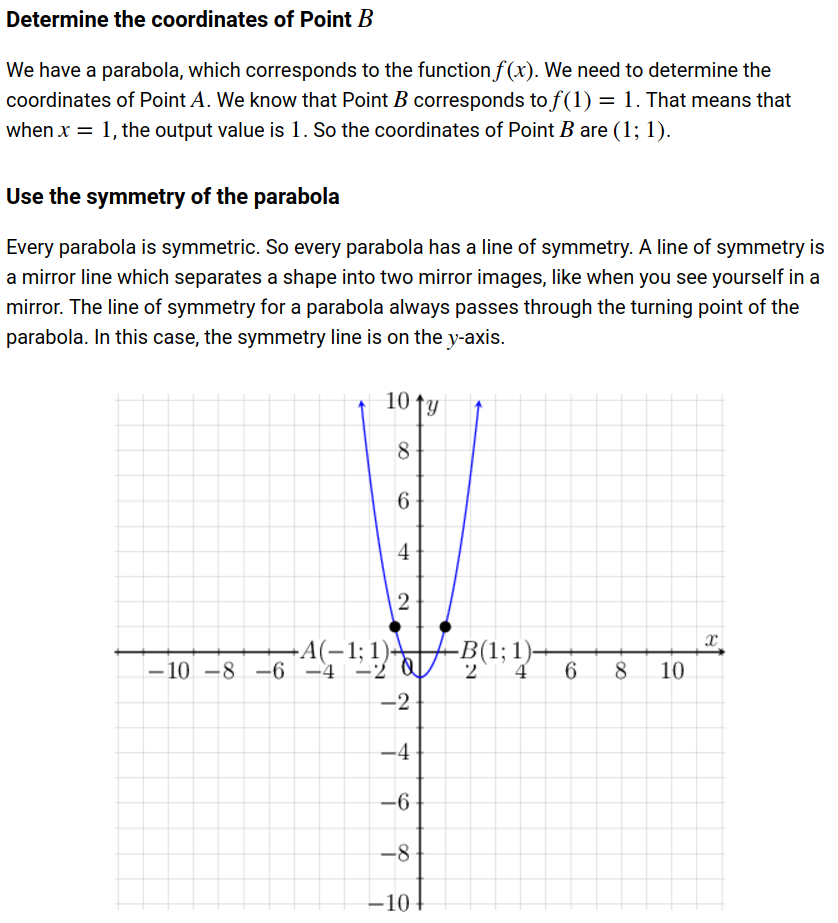 Determine the coordinates of Point B
We have a parabola, which corresponds to the function f(x). We need to determine the
coordinates of Point A. We know that Point B corresponds to f(1) = 1. That means that
when x = 1, the output value is 1. So the coordinates of Point B are (1; 1).
Use the symmetry of the parabola
Every parabola is symmetric. So every parabola has a line of symmetry. A line of symmetry is
a mirror line which separates a shape into two mirror images, like when you see yourself in a
mirror. The line of symmetry for a parabola always passes through the turning point of the
parabola. In this case, the symmetry line is on the y-axis.
10 y
8
6
4
2
A(−1; 1) B(1; 1) x
−10 −8 −6 −4 −2 0 2 4 6 8 10
−2
−4
−6
−8
−10